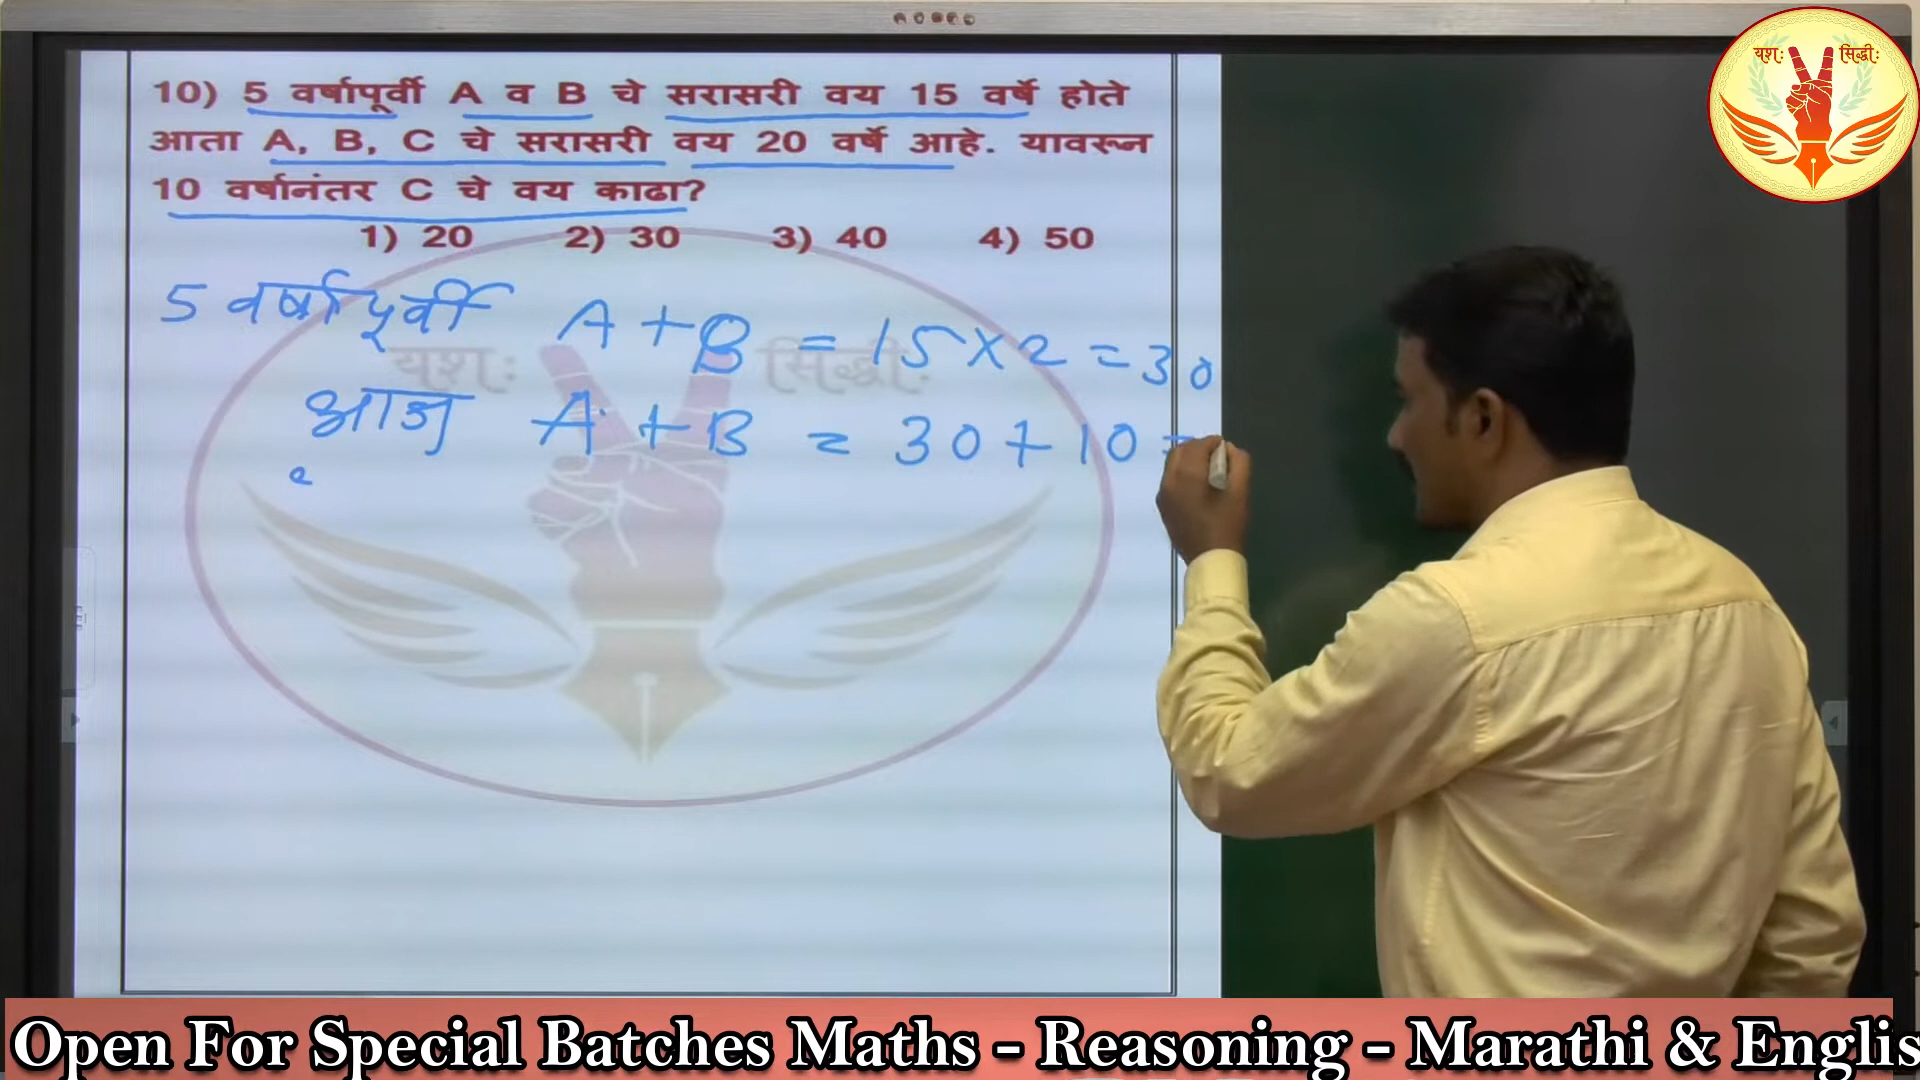 यशः सिद्धीः
10) 5 वर्षापूर्वी A व B चे सरासरी वय 15 वर्षे होते
आता A, B, C चे सरासरी वय 20 वर्षे आहे. यावरून
10 वर्षानंतर C चे वय काढा?
1) 20 2) 30 3) 40 4) 50
5 वर्षापूर्वी A + B = 15 × 2 = 30
यशः सिद्धीः
आज A + B = 30 + 10 =
Open For Special Batches Maths - Reasoning - Marathi & Englis